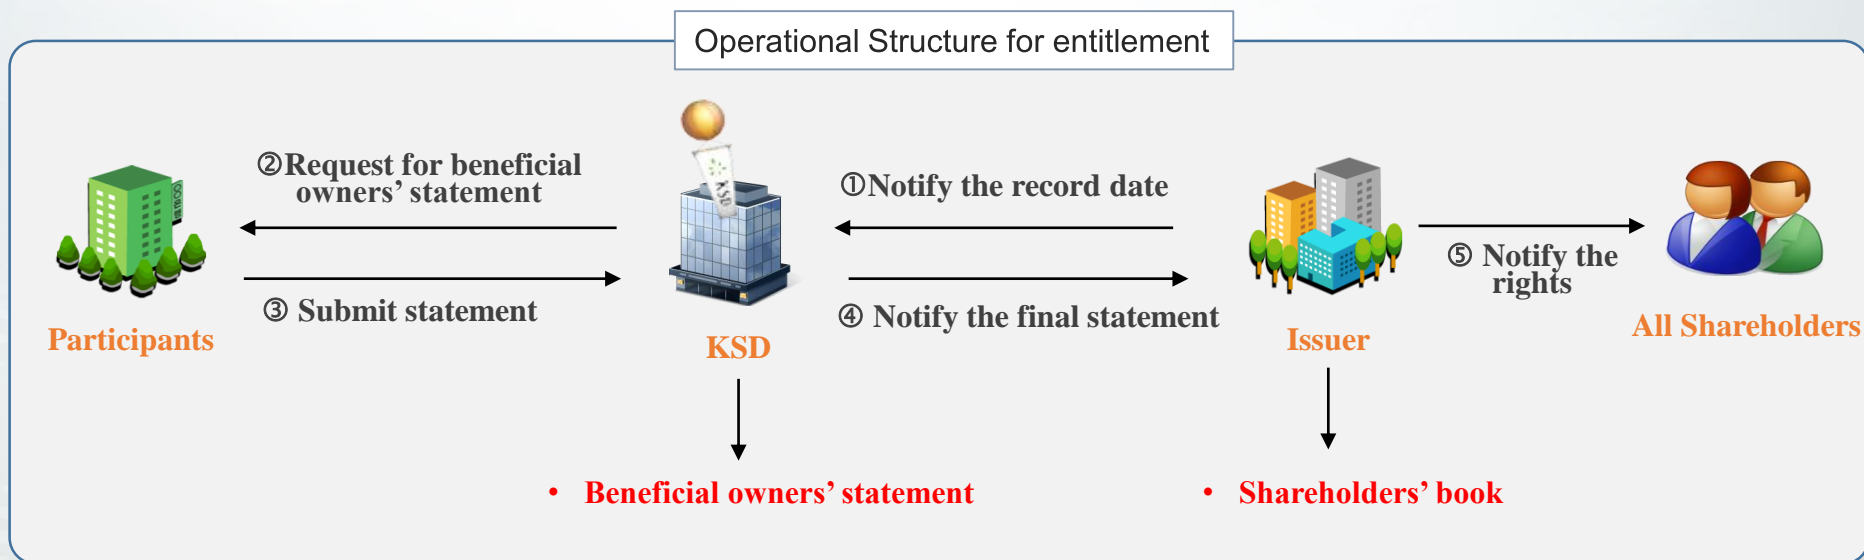 Operational Structure for entitlement
②Request for beneficial
owners’ statement
①Notify the record date
⑤ Notify the
rights
③ Submit statement
④ Notify the final statement
KSD
Participants
KSD
Issuer
All Shareholders
• Beneficial owners’ statement
• Shareholders’ book